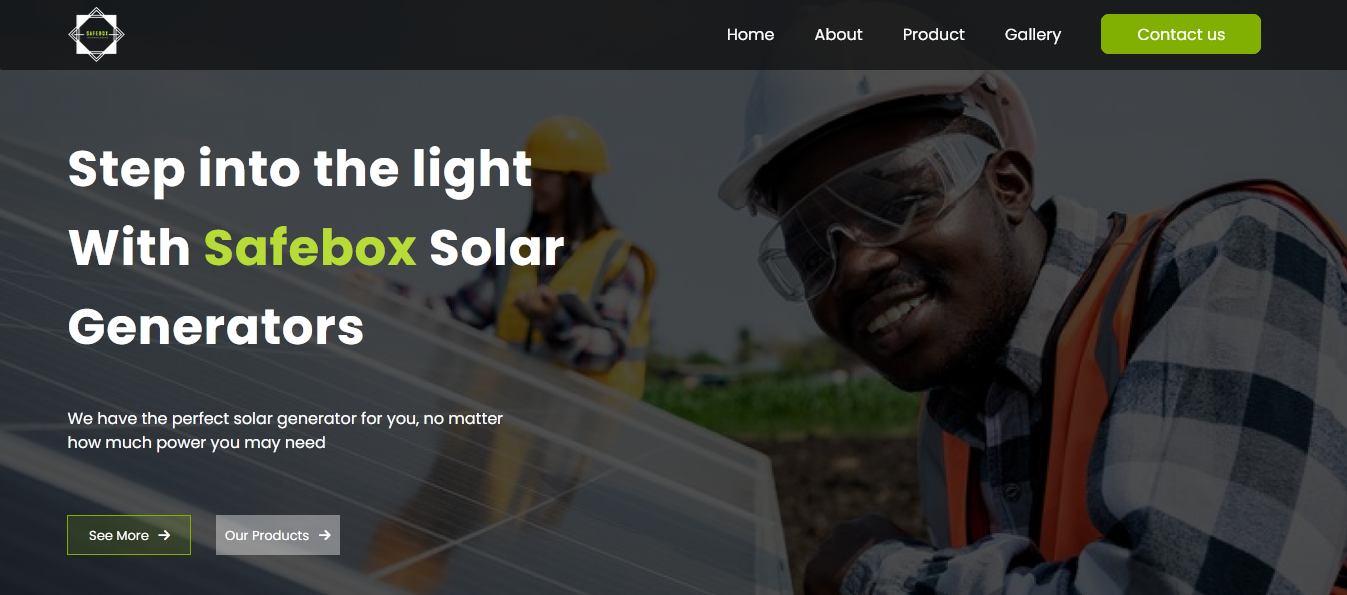 SAFEBOX
Home About Product Gallery Contact us
Step into the light
With Safebox Solar
Generators
We have the perfect solar generator for you, no matter
how much power you may need
See More Our Products